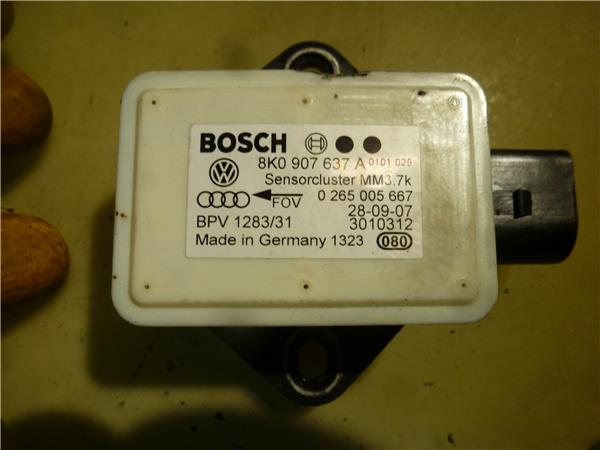 BOSCH
8K0 907 637 A 0101.029
Sensorcluster MM3.7k
FOV 0 265 005 667
28-09-07
BPV 1283/31 3010312
Made in Germany 1323 080